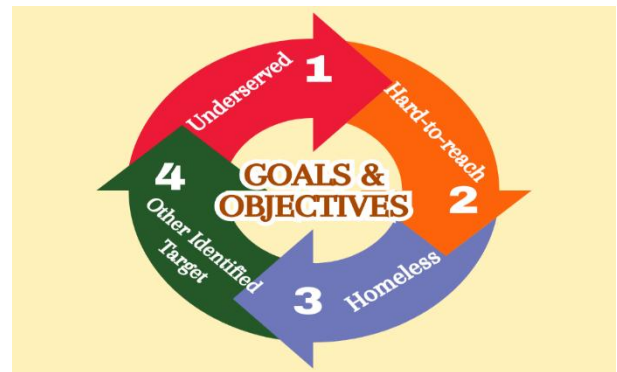 GOALS &
OBJECTIVES
1
Underserved
2
Hard-to-reach
3
Homeless
4
Other Identified
Target